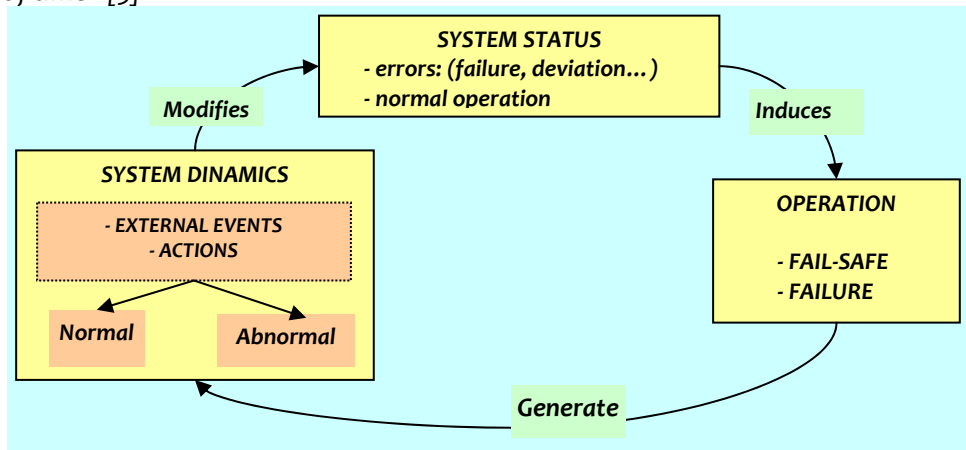 SYSTEM STATUS
- errors: (failure, deviation... )
- normal operation
Modifies
Induces
SYSTEM DINAMICS
- EXTERNAL EVENTS
- ACTIONS
Normal
Abnormal
OPERATION
- FAIL-SAFE
- FAILURE
Generate